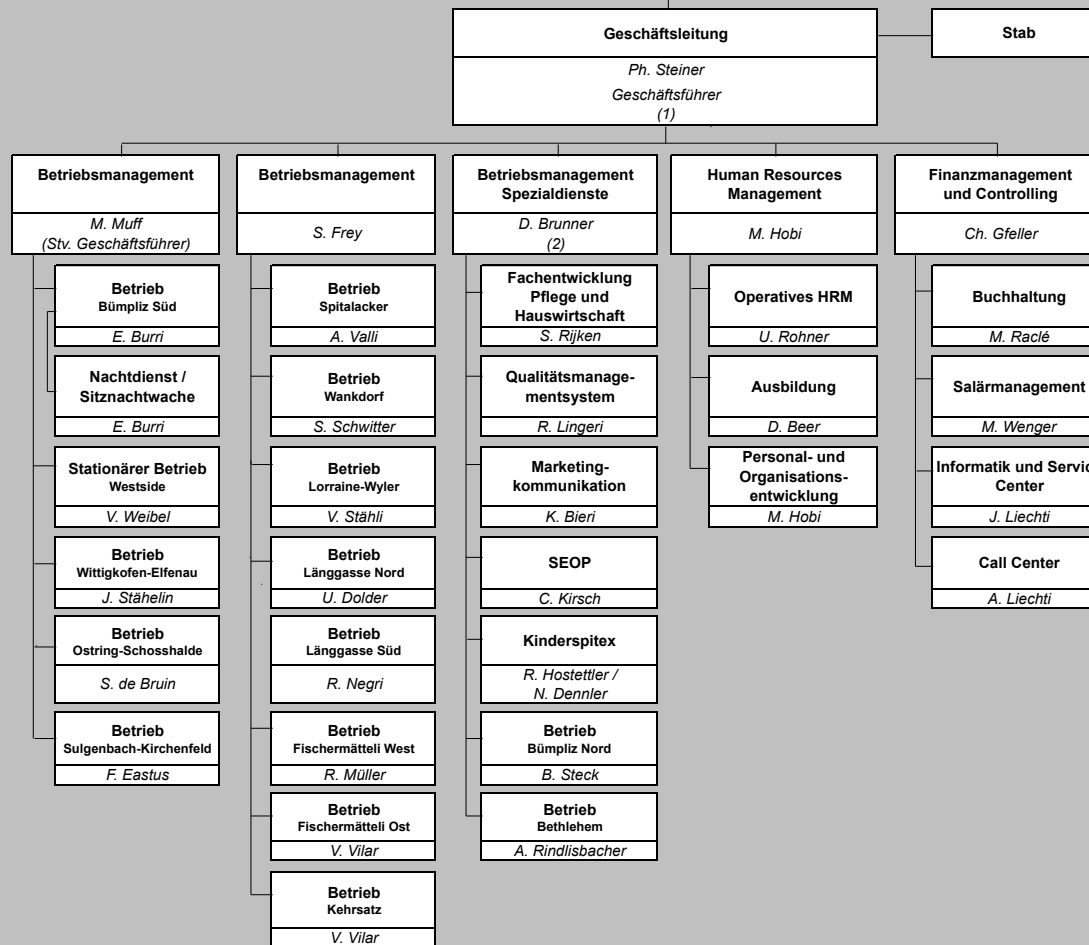 Geschäftsleitung
Ph. Steiner
Geschäftsführer
(1)
Stab
Betriebsmanagement
M. Muff
(Stv. Geschäftsführer)
Betrieb
Bümpliz Süd
E. Burri
Nachtdienst /
Sitznachtwache
E. Burri
Stationärer Betrieb
Westside
V. Weibel
Betrieb
Wittigkofen-Elfenau
J. Stähelin
Betrieb
Ostring-Schosshalde
S. de Bruin
Betrieb
Sulgenbach-Kirchenfeld
F. Eastus
Betriebsmanagement
S. Frey
Betrieb
Spitalacker
A. Valli
Betrieb
Wankdorf
S. Schwitter
Betrieb
Lorraine-Wyler
V. Stähli
Betrieb
Länggasse Nord
U. Dolder
Betrieb
Länggasse Süd
R. Negri
Betrieb
Fischermätteli West
R. Müller
Betrieb
Fischermätteli Ost
V. Vilar
Betrieb
Kehrsatz
V. Vilar
Betriebsmanagement
Spezialdienste
D. Brunner
(2)
Fachentwicklung
Pflege und
Hauswirtschaft
S. Rijken
Qualitätsmanage-
mentsystem
R. Lingeri
Marketing-
kommunikation
K. Bieri
SEOP
C. Kirsch
Kinderspitex
R. Hostettler /
N. Dennler
Betrieb
Bümpliz Nord
B. Steck
Betrieb
Bethlehem
A. Rindlisbacher
Human Resources
Management
M. Hobi
Operatives HRM
U. Rohner
Ausbildung
D. Beer
Personal- und
Organisations-
entwicklung
M. Hobi
Finanzmanagement
und Controlling
Ch. Gfeller
Buchhaltung
M. Raclé
Salärmanagement
M. Wenger
Informatik und Servic
Center
J. Liechti
Call Center
A. Liechti